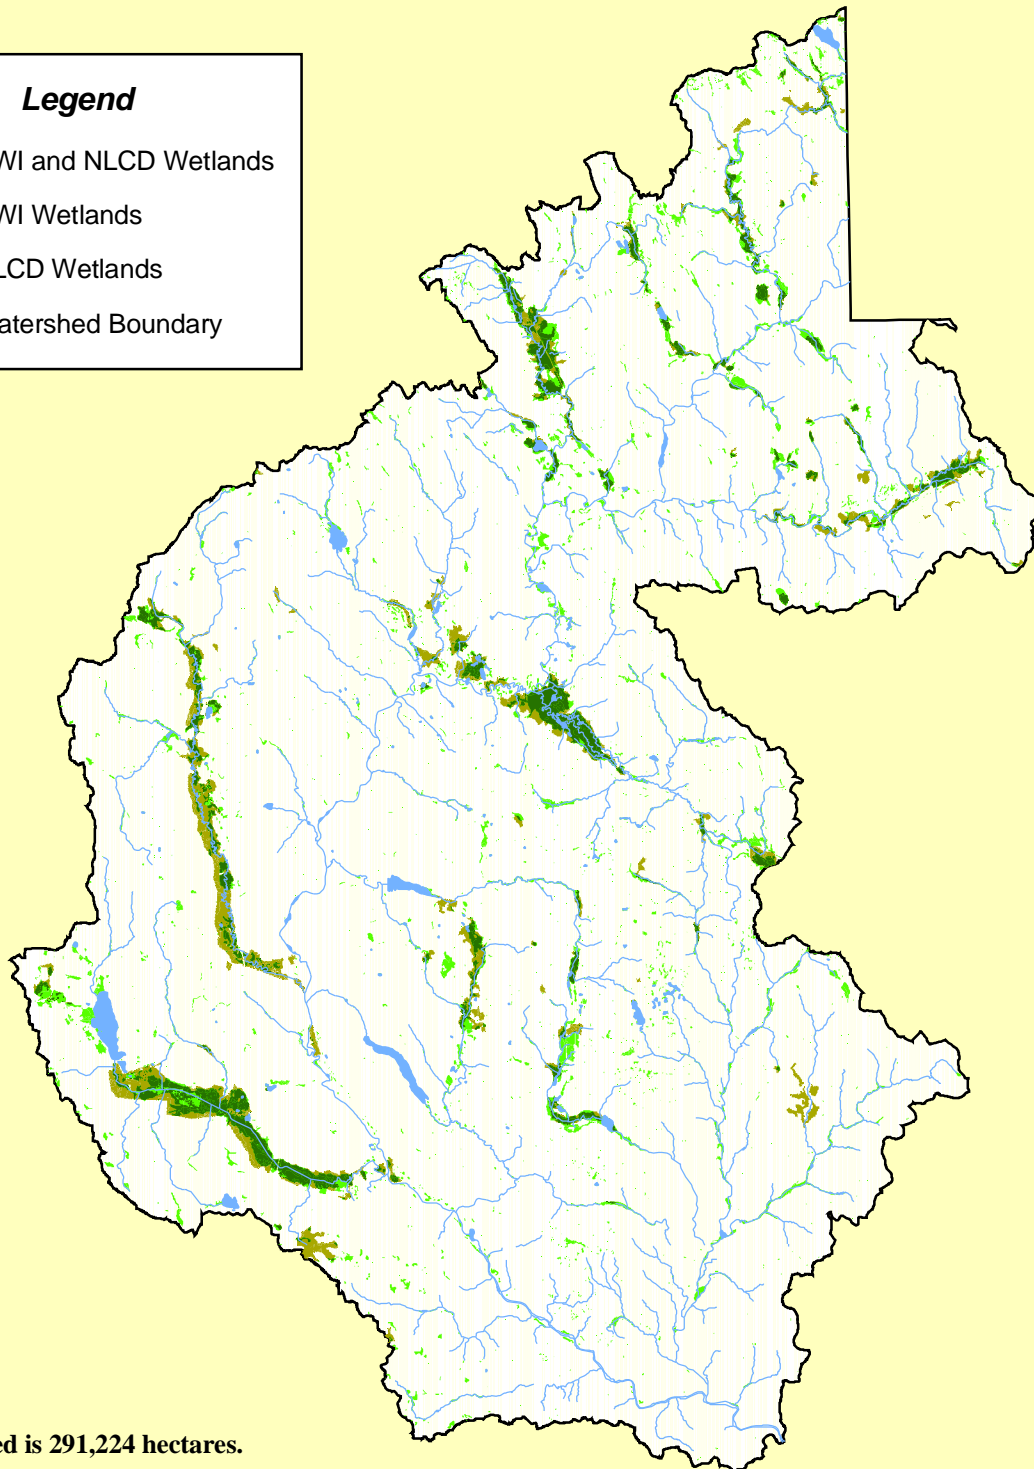 Legend
WI and NLCD Wetlands
WI Wetlands
LCD Wetlands
atershed Boundary
ed is 291,224 hectares.